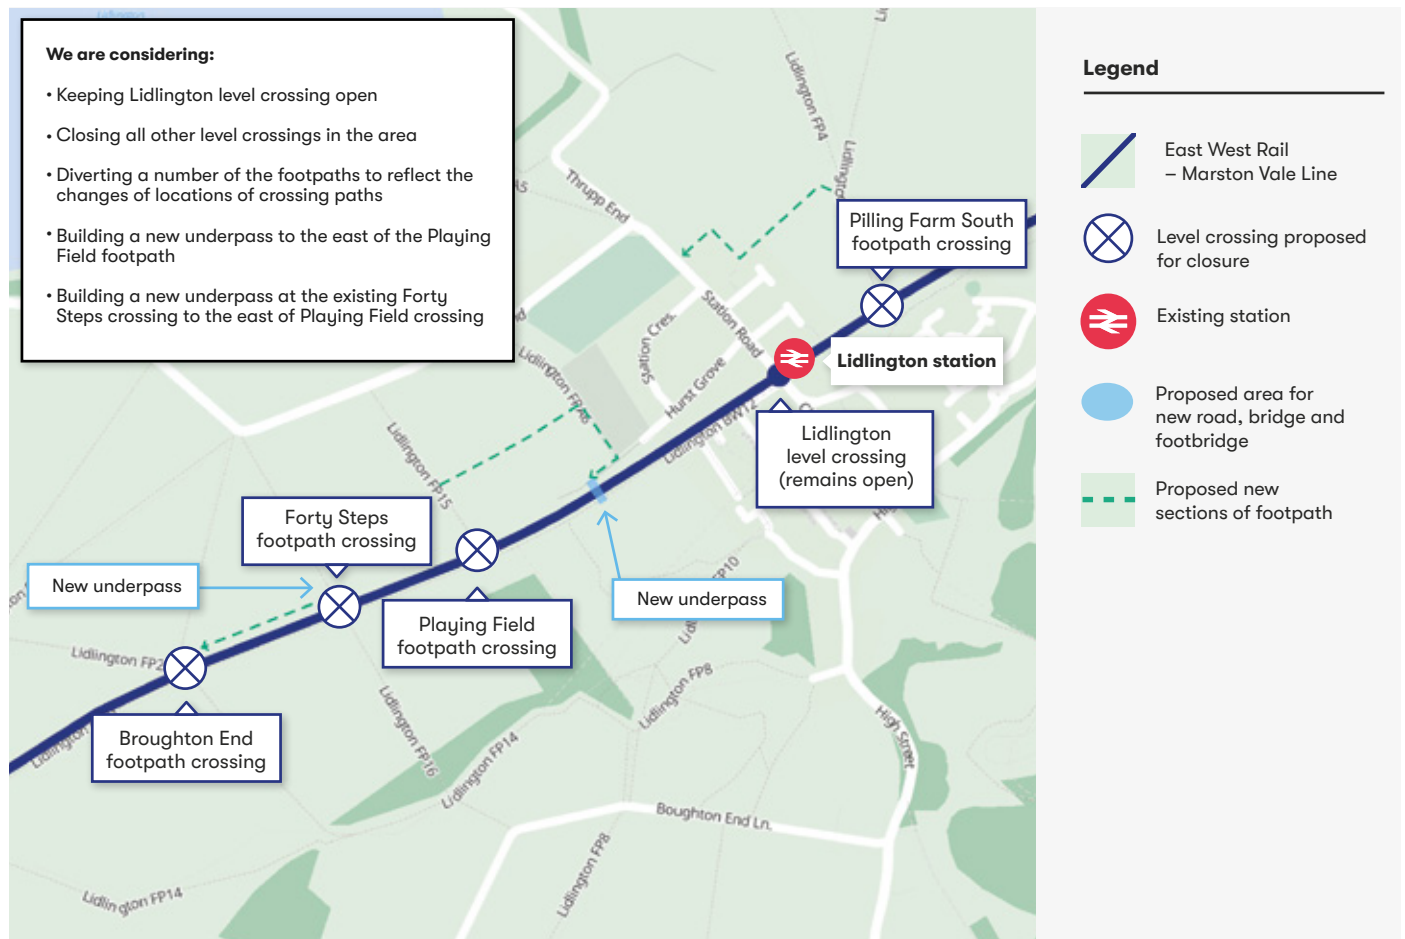 Lidlington
We are considering:
• Keeping Lidlington level crossing open
• Closing all other level crossings in the area
• Diverting a number of the footpaths to reflect the
changes of locations of crossing paths
• Building a new underpass to the east of the Playing
Field footpath
• Building a new underpass at the existing Forty
Steps crossing to the east of Playing Field crossing
Lidlington FP4
Lidlington
A5
Thrupp End
Pilling Farm South
footpath crossing
Station Road
Station Cres.
Hurst Grove
Lidlington station
Lidlington FPA6
Lidlington BW12
Lidlington
level crossing
(remains open)
Lidlington FP15
Forty Steps
footpath crossing
New underpass
New underpass
Playing Field
footpath crossing
FP10
Lidlington FP2
Lidlington FP8
Broughton End
footpath crossing
Lidlington
Lidlington FP16
Lidlington FP14
High Street
Boughton End Ln.
Lidlington FP8
Lidlington FP14
Legend
East West Rail
– Marston Vale Line
Level crossing proposed
for closure
Existing station
Proposed area for
new road, bridge and
footbridge
Proposed new
sections of footpath